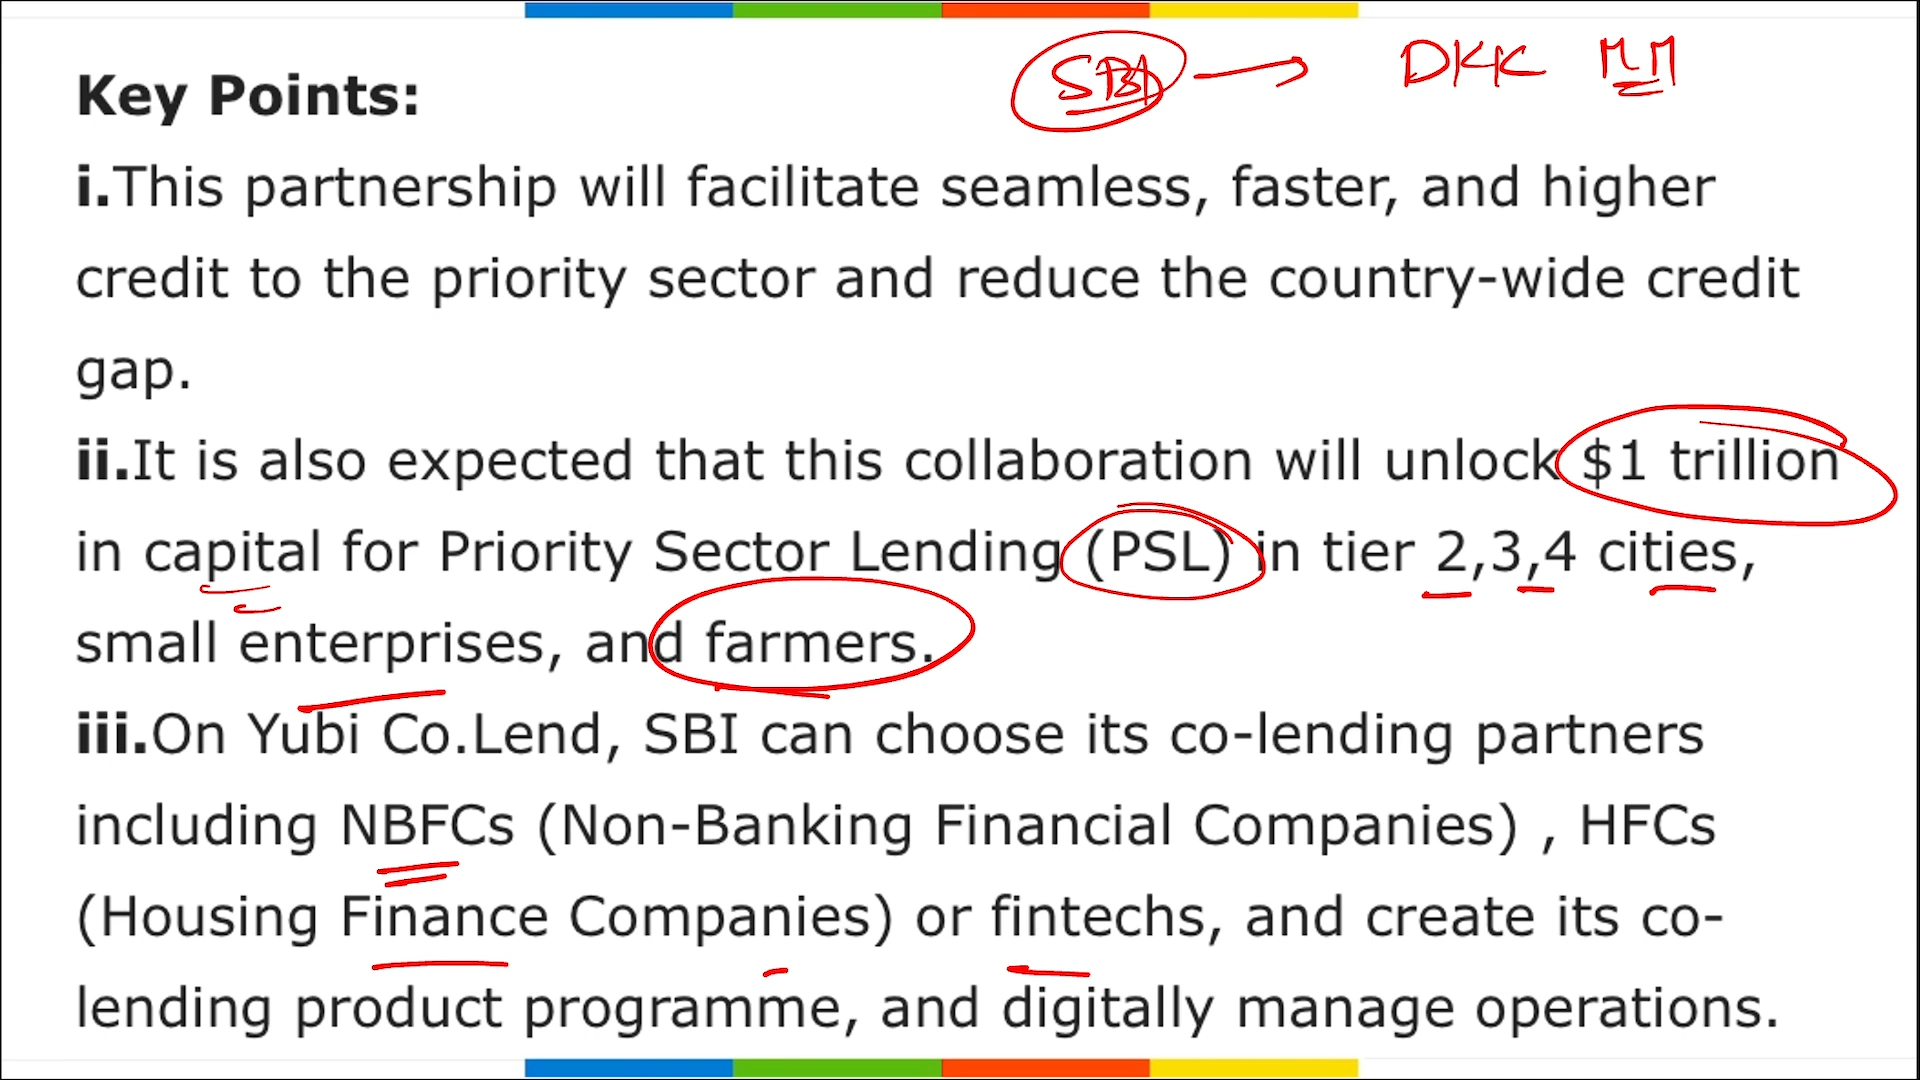 SBI → DKK MM
Key Points:
i.This partnership will facilitate seamless, faster, and higher
credit to the priority sector and reduce the country-wide credit
gap.
ii.It is also expected that this collaboration will unlock $1 trillion
in capital for Priority Sector Lending (PSL) in tier 2,3,4 cities,
small enterprises, and farmers.
iii.On Yubi Co.Lend, SBI can choose its co-lending partners
including NBFCs (Non-Banking Financial Companies) , HFCs
(Housing Finance Companies) or fintechs, and create its co-
lending product programme, and digitally manage operations.